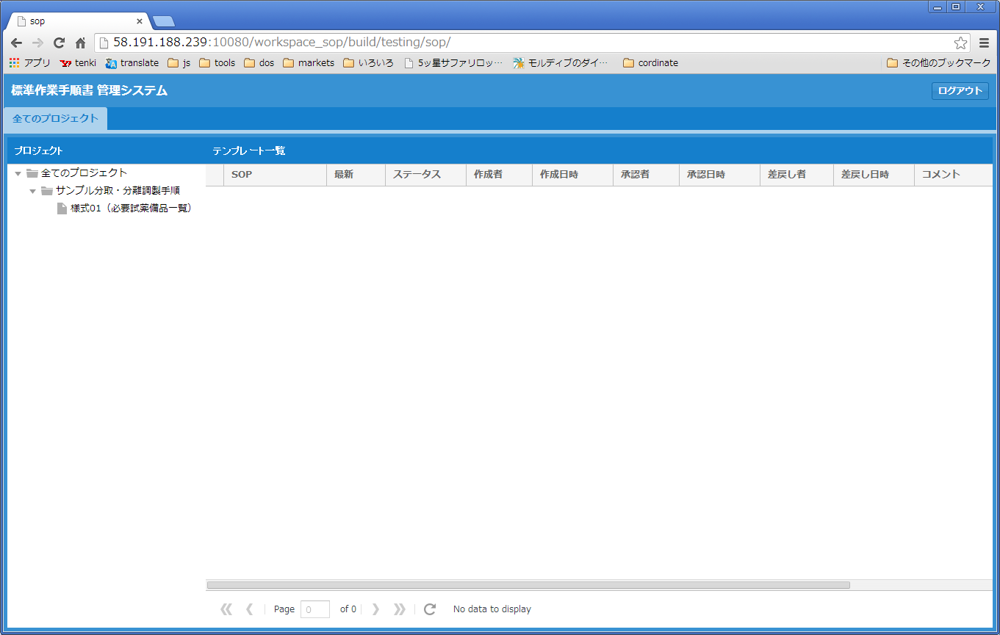 sop
58.191.188.239:10080/workspace_sop/build/testing/sop/
アプリ tenki translate js tools dos markets いろいろ 5ッ星サファリロッ… モルディブのダイ… cordinate その他のブックマーク
標準作業手順書 管理システム ログアウト
全てのプロジェクト
プロジェクト テンプレート一覧
SOP 最新 ステータス 作成者 作成日時 承認者 承認日時 差戻し者 差戻し日時 コメント
全てのプロジェクト
サンプル分取・分離調製手順
様式01（必要試薬備品一覧）
Page 0 of 0 No data to display